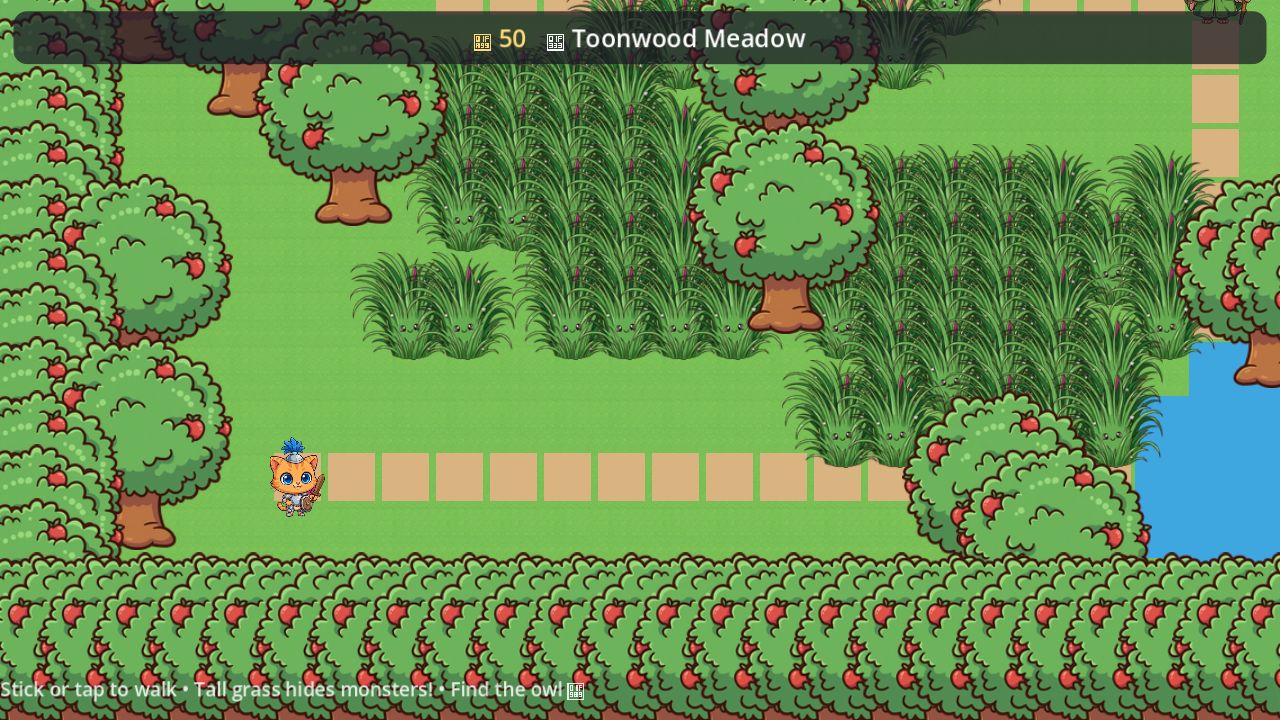 50 Toonwood Meadow
Stick or tap to walk • Tall grass hides monsters! • Find the owl